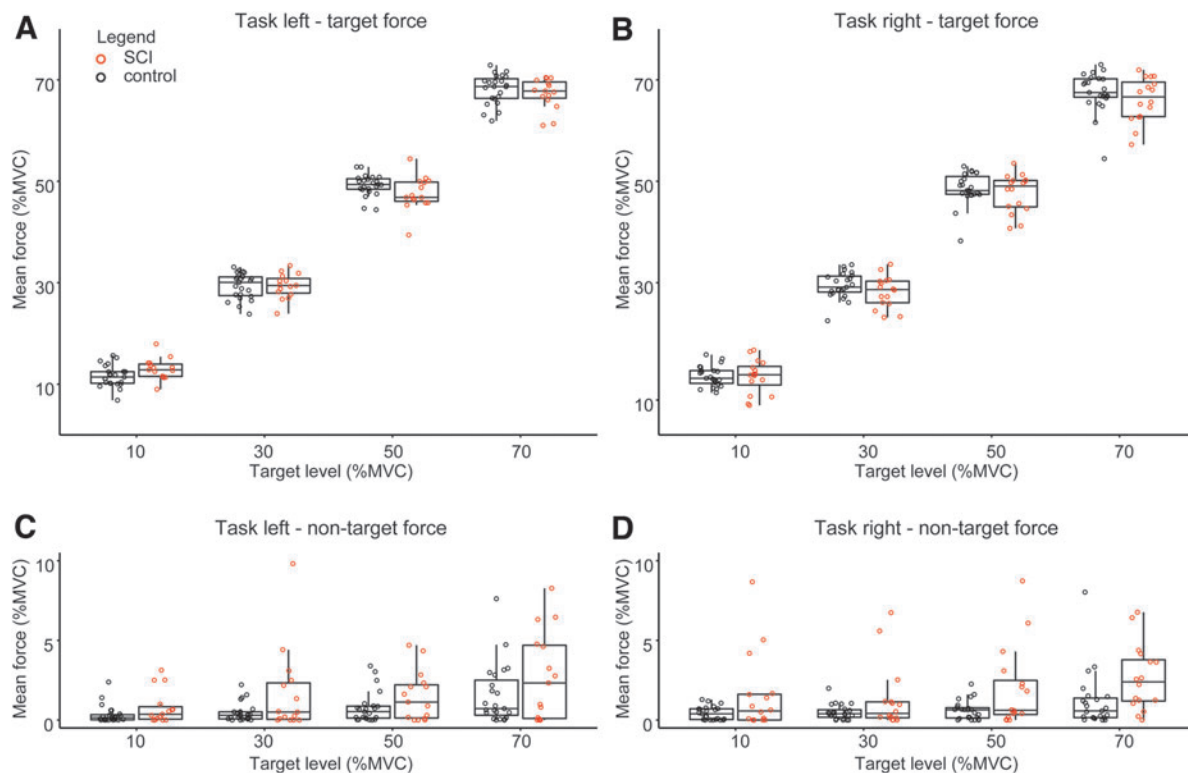 A
Task left - target force
Legend
SCI
control
Mean force (%MVC)
70
50
30
10
10 30 50 70
Target level (%MVC)
B
Task right - target force
Mean force (%MVC)
70
50
30
10
10 30 50 70
Target level (%MVC)
C
Task left - non-target force
Mean force (%MVC)
10
5
0
10 30 50 70
Target level (%MVC)
D
Task right - non-target force
Mean force (%MVC)
10
5
0
10 30 50 70
Target level (%MVC)